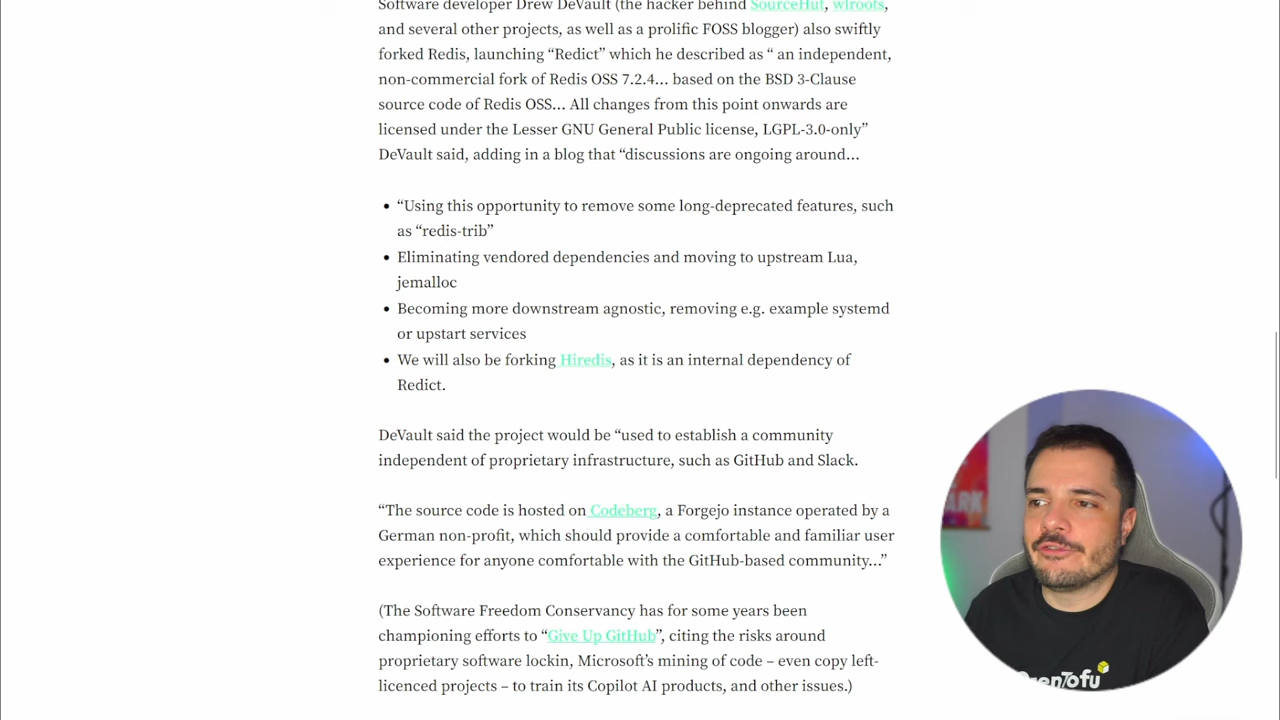 Software developer Drew DeVault (the hacker behind SourceHut, wlroots,
and several other projects, as well as a prolific FOSS blogger) also swiftly
forked Redis, launching “Redict” which he described as “ an independent,
non-commercial fork of Redis OSS 7.2.4… based on the BSD 3-Clause
source code of Redis OSS… All changes from this point onwards are
licensed under the Lesser GNU General Public license, LGPL-3.0-only”
DeVault said, adding in a blog that “discussions are ongoing around…
• “Using this opportunity to remove some long-deprecated features, such
as “redis-trib”
• Eliminating vendored dependencies and moving to upstream Lua,
jemalloc
• Becoming more downstream agnostic, removing e.g. example systemd
or upstart services
• We will also be forking Hiredis, as it is an internal dependency of
Redict.
DeVault said the project would be “used to establish a community
independent of proprietary infrastructure, such as GitHub and Slack.
“The source code is hosted on Codeberg, a Forgejo instance operated by a
German non-profit, which should provide a comfortable and familiar user
experience for anyone comfortable with the GitHub-based community…”
(The Software Freedom Conservancy has for some years been
championing efforts to “Give Up GitHub”, citing the risks around
proprietary software lockin, Microsoft’s mining of code – even copy left-
licenced projects – to train its Copilot AI products, and other issues.)